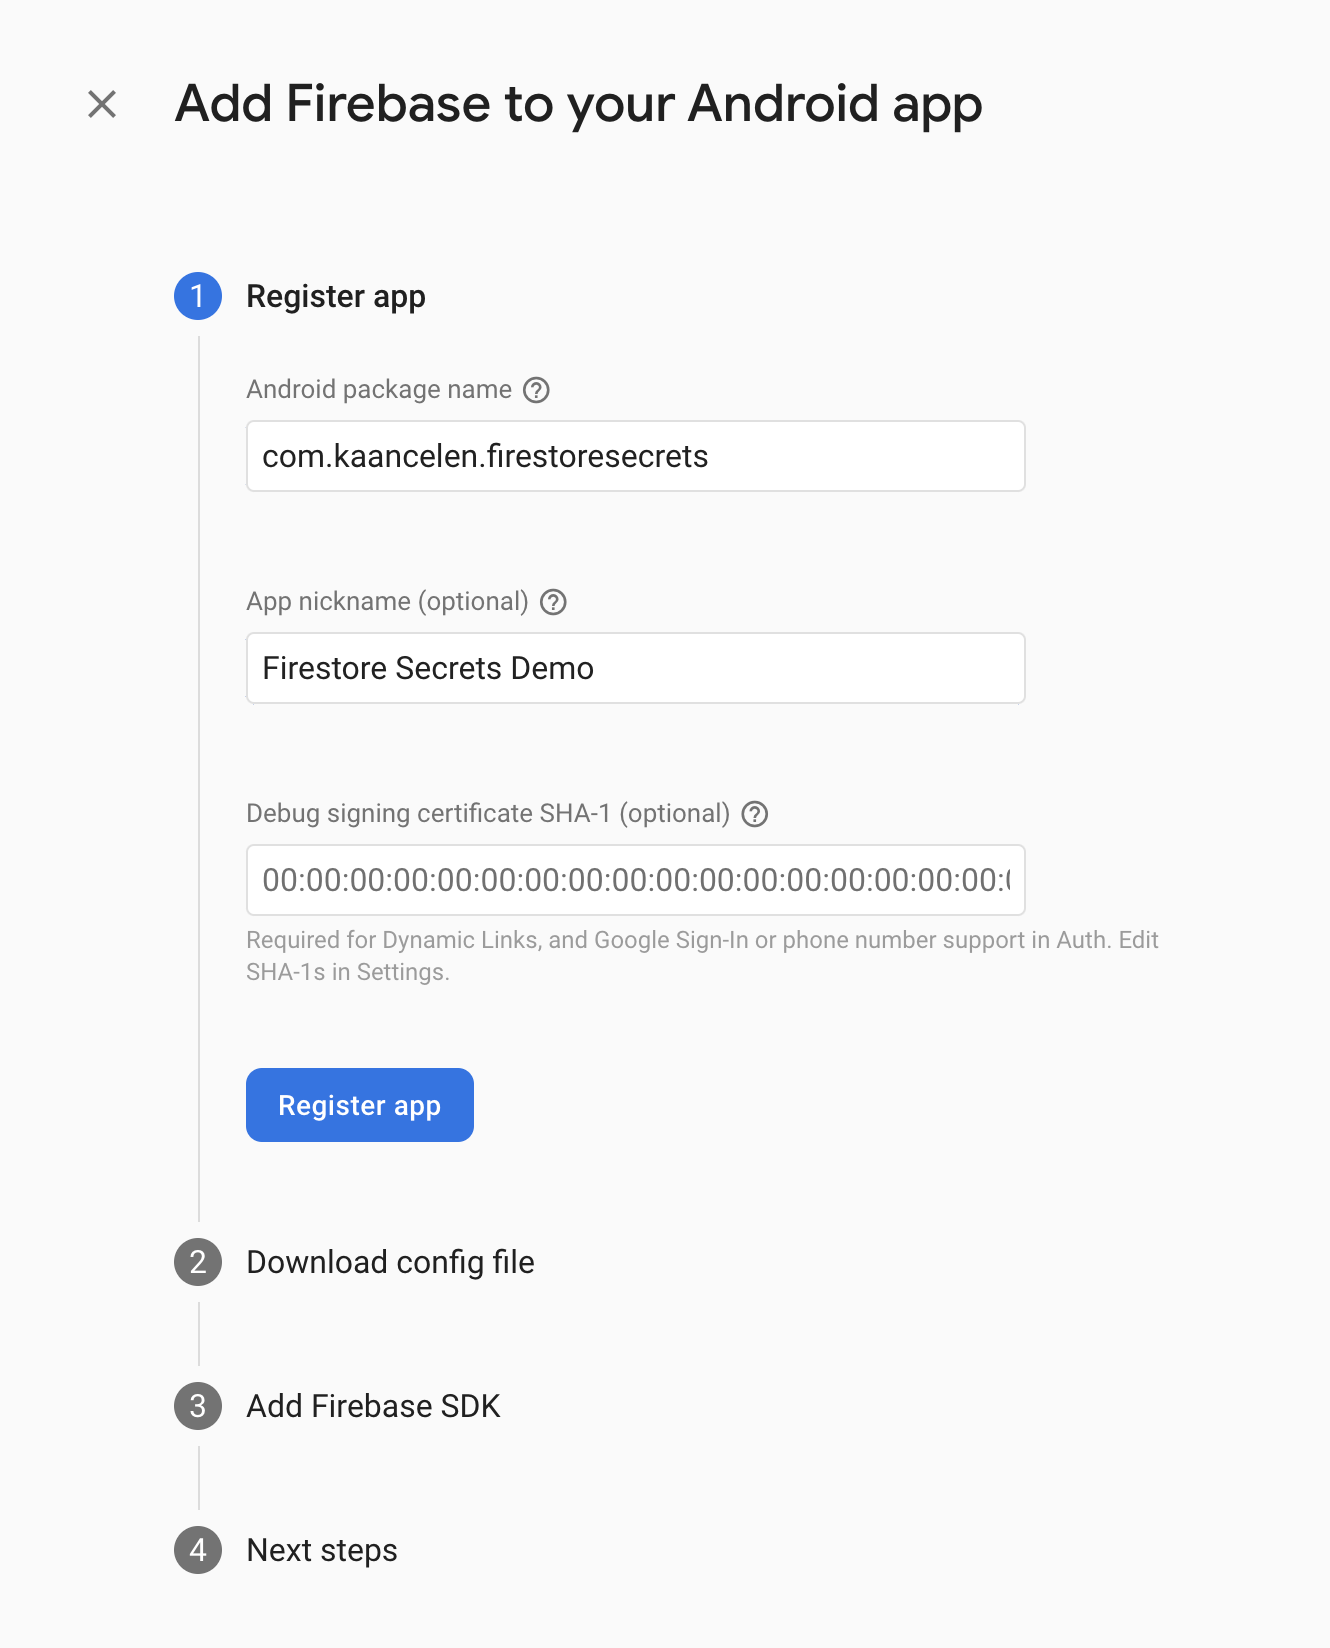 Add Firebase to your Android app
1 Register app
Android package name
com.kaancelen.firestoresecrets
App nickname (optional)
Firestore Secrets Demo
Debug signing certificate SHA-1 (optional)
00:00:00:00:00:00:00:00:00:00:00:00:00:00:00:00:00:
Required for Dynamic Links, and Google Sign-In or phone number support in Auth. Edit
SHA-1s in Settings.
Register app
2 Download config file
3 Add Firebase SDK
4 Next steps